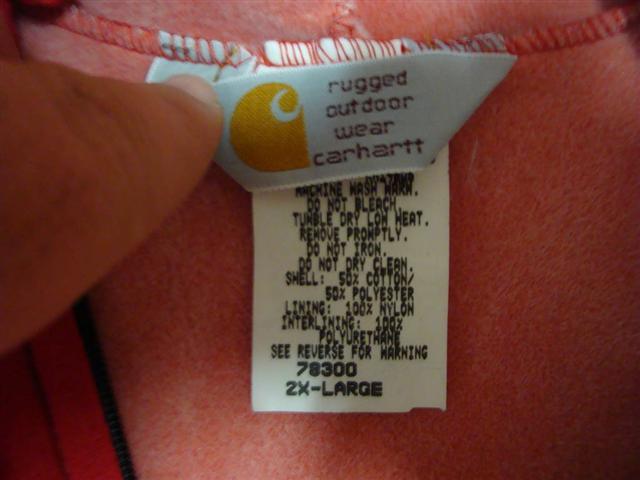 rugged
outdoor
wear
carhartt
MACHINE WASH WARM.
DO NOT BLEACH.
TUMBLE DRY LOW HEAT.
REMOVE PROMPTLY.
DO NOT IRON.
DO NOT DRY CLEAN.
SHELL: 50% COTTON/
50% POLYESTER
LINING: 100% NYLON
INTERLINING: 100%
POLYURETHANE
SEE REVERSE FOR WARNING
78300
2X-LARGE